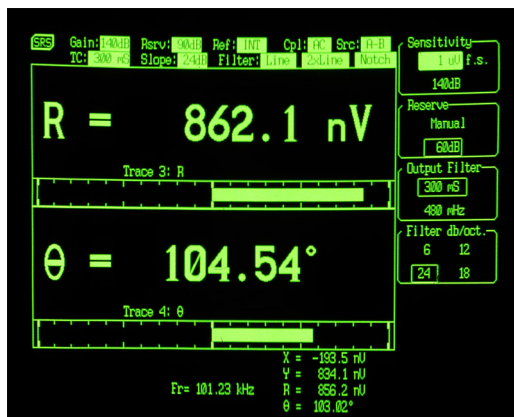 SRS Gain: 140dB Rsrv: 90dB Ref: INT Cpl: AC Src: A-B
TC: 300 mS Slope: 24dB Filter: Line 2xLine Notch
R = 862.1 nV
Trace 3: R
θ = 104.54°
Trace 4: θ
X = -193.5 nV
Y = 834.1 nV
Fr= 101.23 kHz R = 856.2 nV
θ = 103.02°
Sensitivity
1 uV f.s.
140dB
Reserve
Manual
60dB
Output Filter
300 mS
480 mHz
Filter db/oct.
6 12
24 18